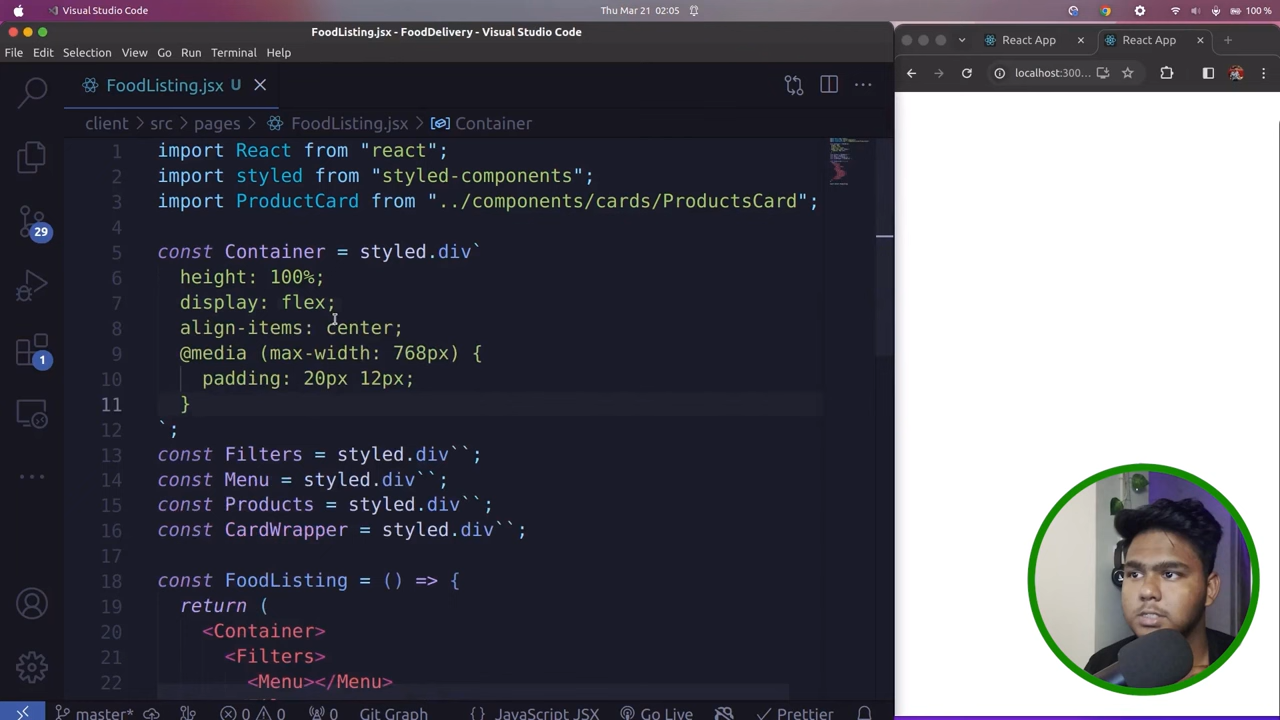 Visual Studio Code
Thu Mar 21 02:05
100 %
FoodListing.jsx - FoodDelivery - Visual Studio Code
File Edit Selection View Go Run Terminal Help
FoodListing.jsx U
client > src > pages > FoodListing.jsx > Container
1 import React from "react";
2 import styled from "styled-components";
3 import ProductCard from "../components/cards/ProductsCard";
4
5 const Container = styled.div`
6 height: 100%;
7 display: flex;
8 align-items: center;
9 @media (max-width: 768px) {
10 padding: 20px 12px;
11 }
12 `;
13 const Filters = styled.div``;
14 const Menu = styled.div``;
15 const Products = styled.div``;
16 const CardWrapper = styled.div``;
17
18 const FoodListing = () => {
19 return (
20 <Container>
21 <Filters>
22 <Menu></Menu>
29
1
master* 0 0 0 Git Graph {} JavaScript JSX Go Live Prettier
React App
React App
localhost:300...